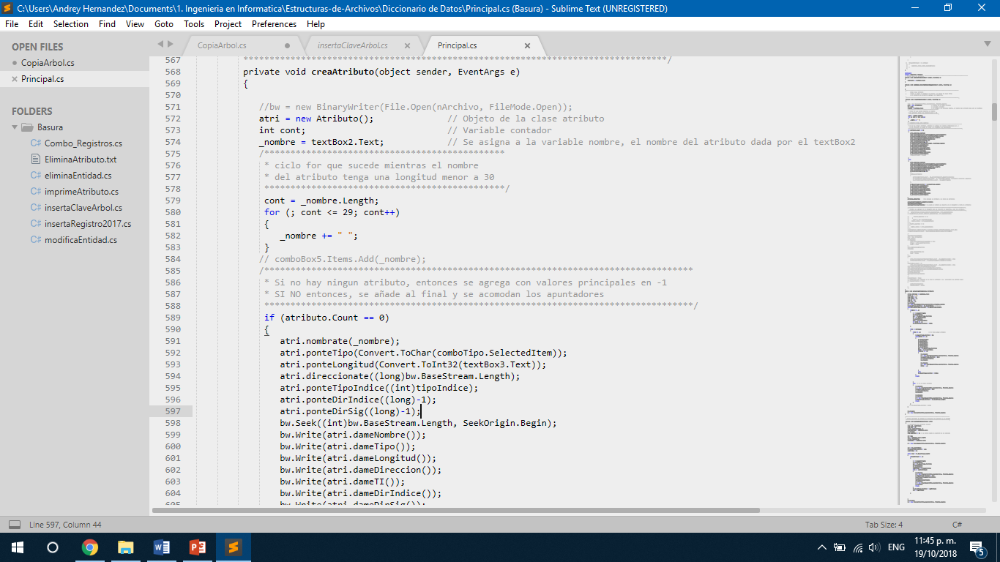 C:\Users\Andrey Hernandez\Documents\1. Ingenieria en Informatica\Estructuras-de-Archivos\Diccionario de Datos\Principal.cs (Basura) - Sublime Text (UNREGISTERED)
File Edit Selection Find View Goto Tools Project Preferences Help
OPEN FILES
CopiaArbol.cs
Principal.cs
FOLDERS
Basura
Combo_Registros.cs
EliminaAtributo.txt
eliminaEntidad.cs
imprimeAtributo.cs
insertaClaveArbol.cs
insertaRegistro2017.cs
modificaEntidad.cs
CopiaArbol.cs insertaClaveArbol.cs Principal.cs
567 *********************************************************************************/
568 private void creaAtributo(object sender, EventArgs e)
569 {
570
571 //bw = new BinaryWriter(File.Open(nArchivo, FileMode.Open));
572 atri = new Atributo(); // Objeto de la clase atributo
573 int cont; // Variable contador
574 _nombre = textBox2.Text; // Se asigna a la variable nombre, el nombre del atributo dada por el textBox2
575 /**********************************************
576 * ciclo for que sucede mientras el nombre
577 * del atributo tenga una longitud menor a 30
578 **********************************************/
579 cont = _nombre.Length;
580 for (; cont <= 29; cont++)
581 {
582 _nombre += " ";
583 }
584 // comboBox5.Items.Add(_nombre);
585 /**********************************************************************************
586 * Si no hay ningun atributo, entonces se agrega con valores principales en -1
587 * SI NO entonces, se añade al final y se acomodan los apuntadores
588 **********************************************************************************/
589 if (atributo.Count == 0)
590 {
591 atri.nombrate(_nombre);
592 atri.ponteTipo(Convert.ToChar(comboTipo.SelectedItem));
593 atri.ponteLongitud(Convert.ToInt32(textBox3.Text));
594 atri.direccionate((long)bw.BaseStream.Length);
595 atri.ponteTipoIndice((int)tipoIndice);
596 atri.ponteDirIndice((long)-1);
597 atri.ponteDirSig((long)-1);
598 bw.Seek((int)bw.BaseStream.Length, SeekOrigin.Begin);
599 bw.Write(atri.dameNombre());
600 bw.Write(atri.dameTipo());
601 bw.Write(atri.dameLongitud());
602 bw.Write(atri.dameDireccion());
603 bw.Write(atri.dameTI());
604 bw.Write(atri.dameDirIndice());
605 bw.Write(atri.dameDirSig());
Line 597, Column 44 Tab Size: 4 C#
ENG
11:45 p. m.
19/10/2018
5